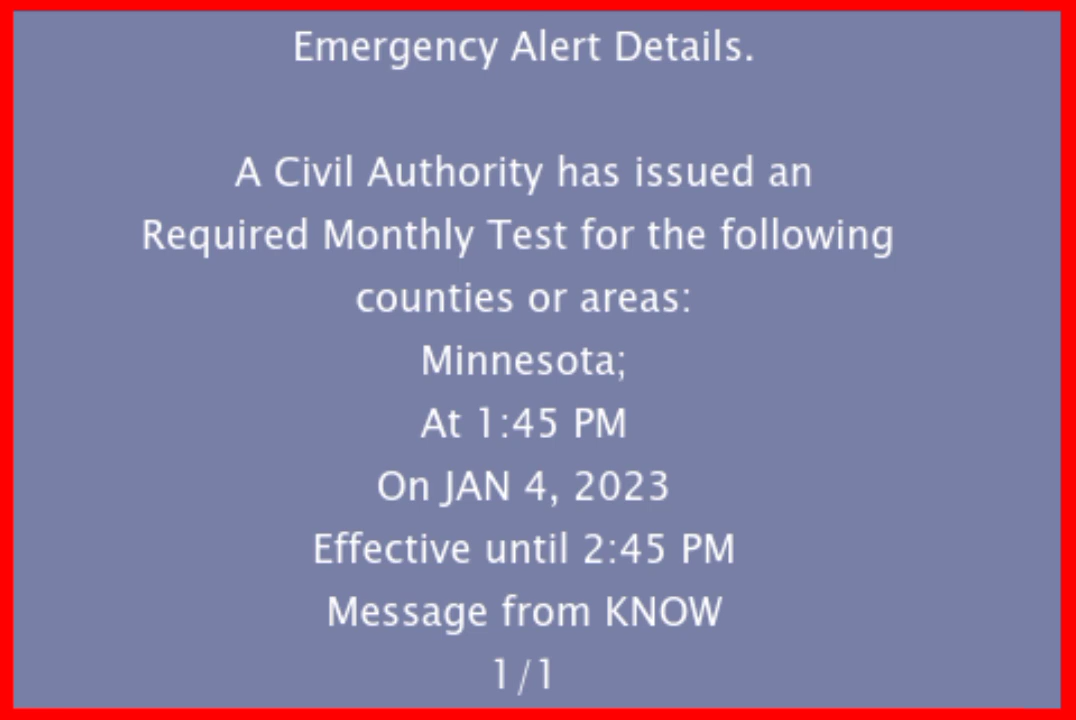 Emergency Alert Details.
A Civil Authority has issued an
Required Monthly Test for the following
counties or areas:
Minnesota;
At 1:45 PM
On JAN 4, 2023
Effective until 2:45 PM
Message from KNOW
1/1